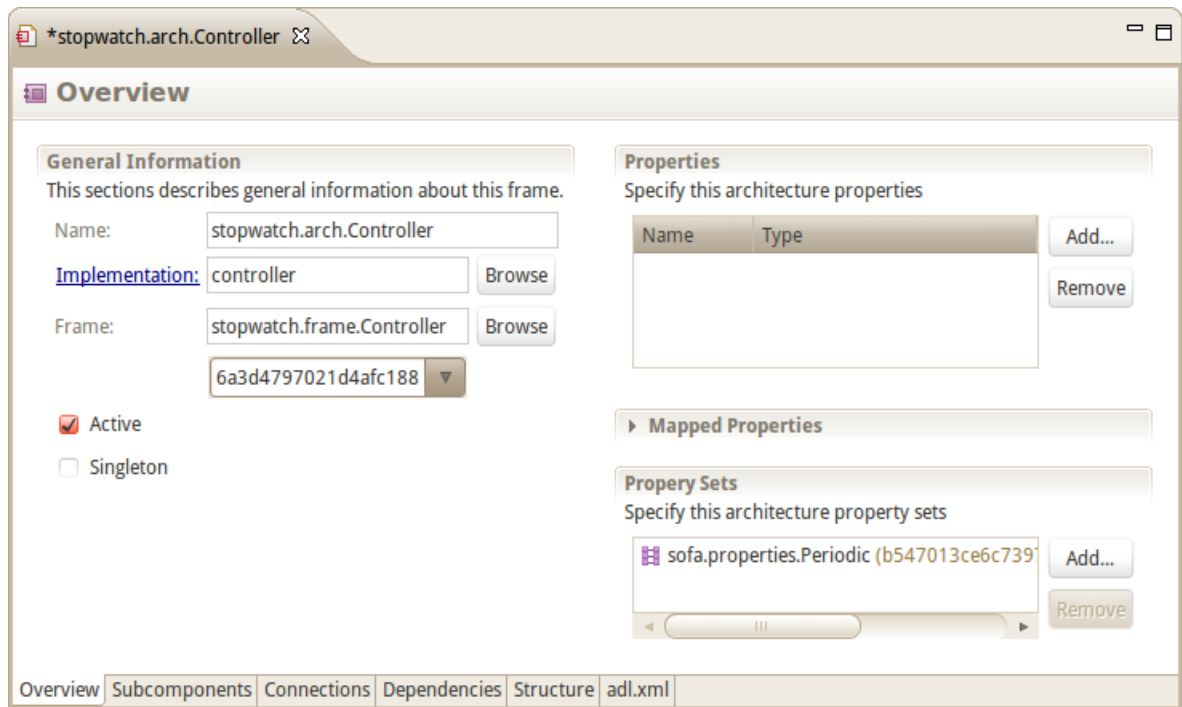 *stopwatch.arch.Controller
Overview
General Information
This sections describes general information about this frame.
Name: stopwatch.arch.Controller
Implementation: controller Browse
Frame: stopwatch.frame.Controller Browse
6a3d4797021d4afc188
Active
Singleton
Properties
Specify this architecture properties
Name Type
Add...
Remove
Mapped Properties
Propery Sets
Specify this architecture property sets
sofa.properties.Periodic (b547013ce6c7397
Add...
Remove
Overview Subcomponents Connections Dependencies Structure adl.xml